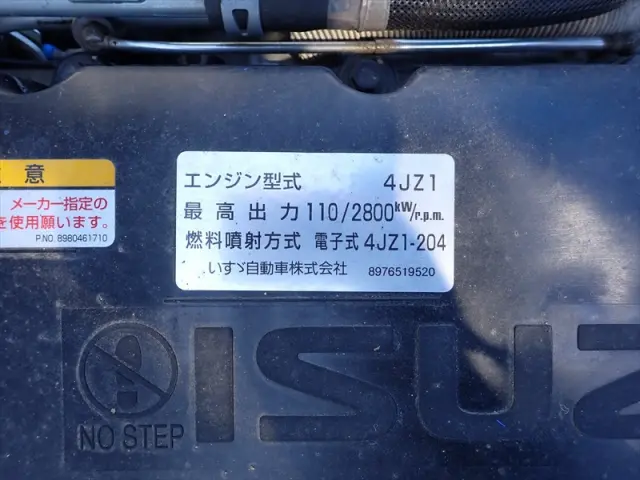 意
メーカー指定の
を使用願います。
P.NO. 8980461710
エンジン型式 4JZ1
最高出力 110/2800kW/r.p.m.
燃料噴射方式 電子式 4JZ1-204
いすゞ自動車株式会社 8976519520
NO STEP
ISUZ